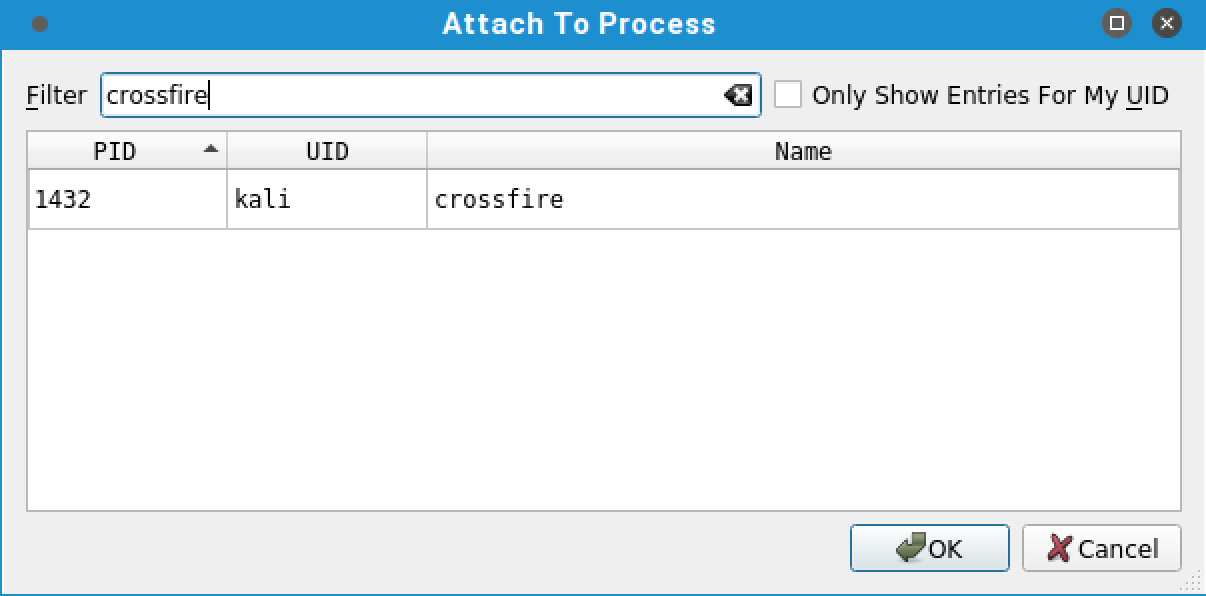 Attach To Process
Filter crossfire Only Show Entries For My UID
PID UID Name
1432 kali crossfire
OK Cancel